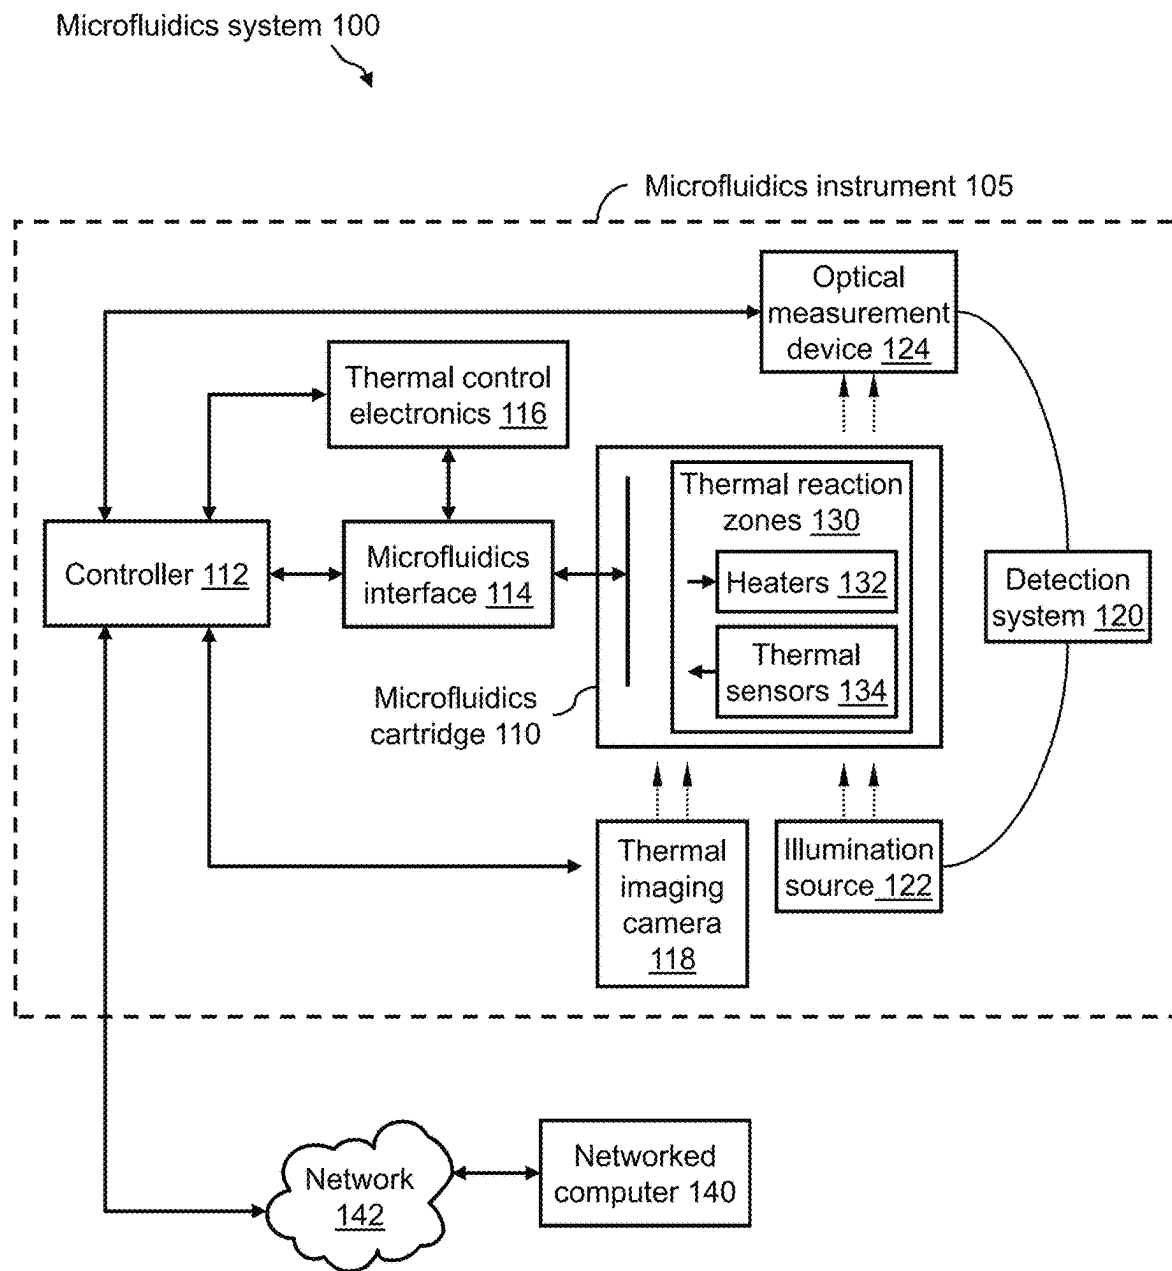 Microfluidics system 100
Microfluidics instrument 105
Optical
measurement
device 124
Thermal control
electronics 116
Thermal reaction
zones 130
Controller 112
Microfluidics
interface 114
Heaters 132
Detection
system 120
Thermal
sensors 134
Microfluidics
cartridge 110
Thermal
imaging
camera
118
Illumination
source 122
Network
142
Networked
computer 140